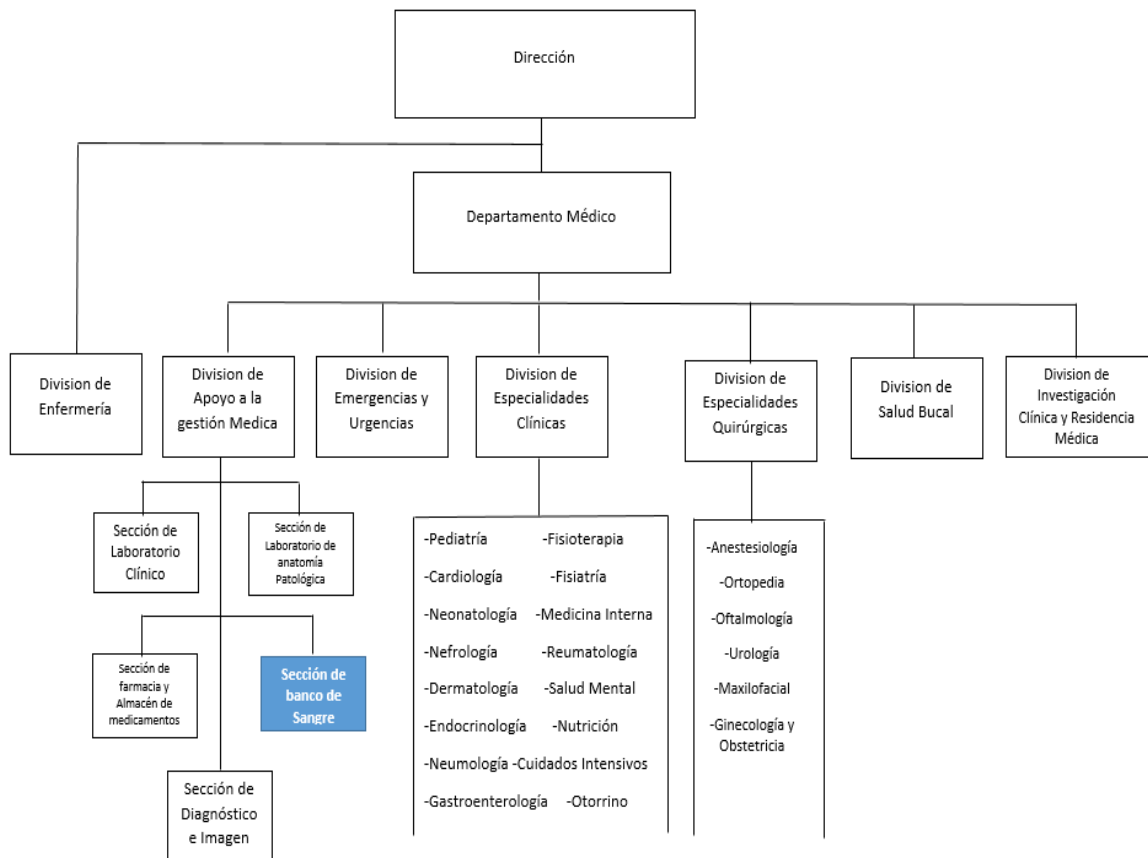 Dirección
Departamento Médico
Division de
Enfermería
Division de
Apoyo a la
gestión Medica
Division de
Emergencias y
Urgencias
Division de
Especialidades
Clínicas
Division de
Especialidades
Quirúrgicas
Division de
Salud Bucal
Division de
Investigación
Clínica y Residencia
Médica
Sección de
Laboratorio
Clínico
Sección de
Laboratorio de
anatomía
Patológica
Sección de
farmacia y
Almacén de
medicamentos
Sección de
banco de
Sangre
Sección de
Diagnóstico
e Imagen
-Pediatría -Fisioterapia
-Cardiología -Fisiatría
-Neonatología -Medicina Interna
-Nefrología -Reumatología
-Dermatología -Salud Mental
-Endocrinología -Nutrición
-Neumología -Cuidados Intensivos
-Gastroenterología -Otorrino
-Anestesiología
-Ortopedia
-Oftalmología
-Urología
-Maxilofacial
-Ginecología y
Obstetricia